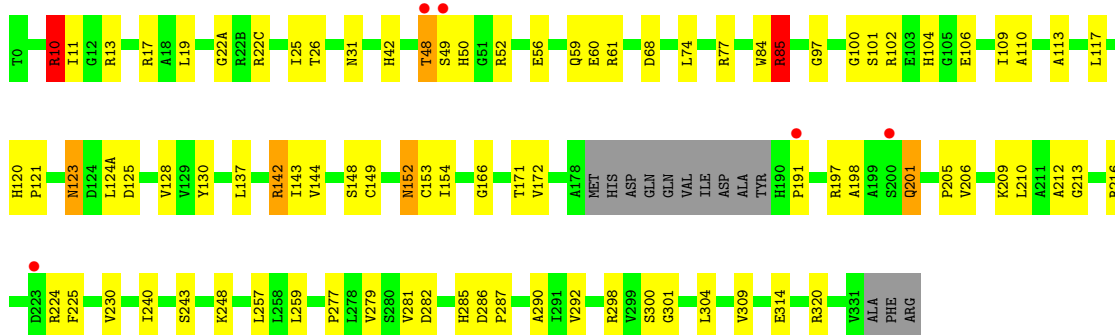 T0 R10 I11 G12 R13 R17 A18 L19 G22A R22B R22C I25 T26 N31 H42 T48 S49 H50 G51 R52 E56 Q59 E60 R61 D68 L74 R77 W84 R85 G97 G100 S101 R102 E103 H104 G105 E106 I109 A110 A113 L117
H120 P121 N123 D124 L124A D125 V128 V129 Y130 L137 R142 I143 V144 S148 C149 N152 C153 I154 G166 T171 V172 A178 MET HIS ASP GLN GLN VAL ILE ASP ALA TYR H190 P191 R197 A198 A199 S200 Q201 P205 V206 K209 L210 A211 A212 G213
D223 R224 F225 V230 I240 S243 K248 L257 L258 L259 P277 L278 V279 S280 V281 D282 H285 D286 P287 A290 I291 V292 R298 V299 S300 G301 L304 V309 E314 R320 V331 ALA PHE ARG